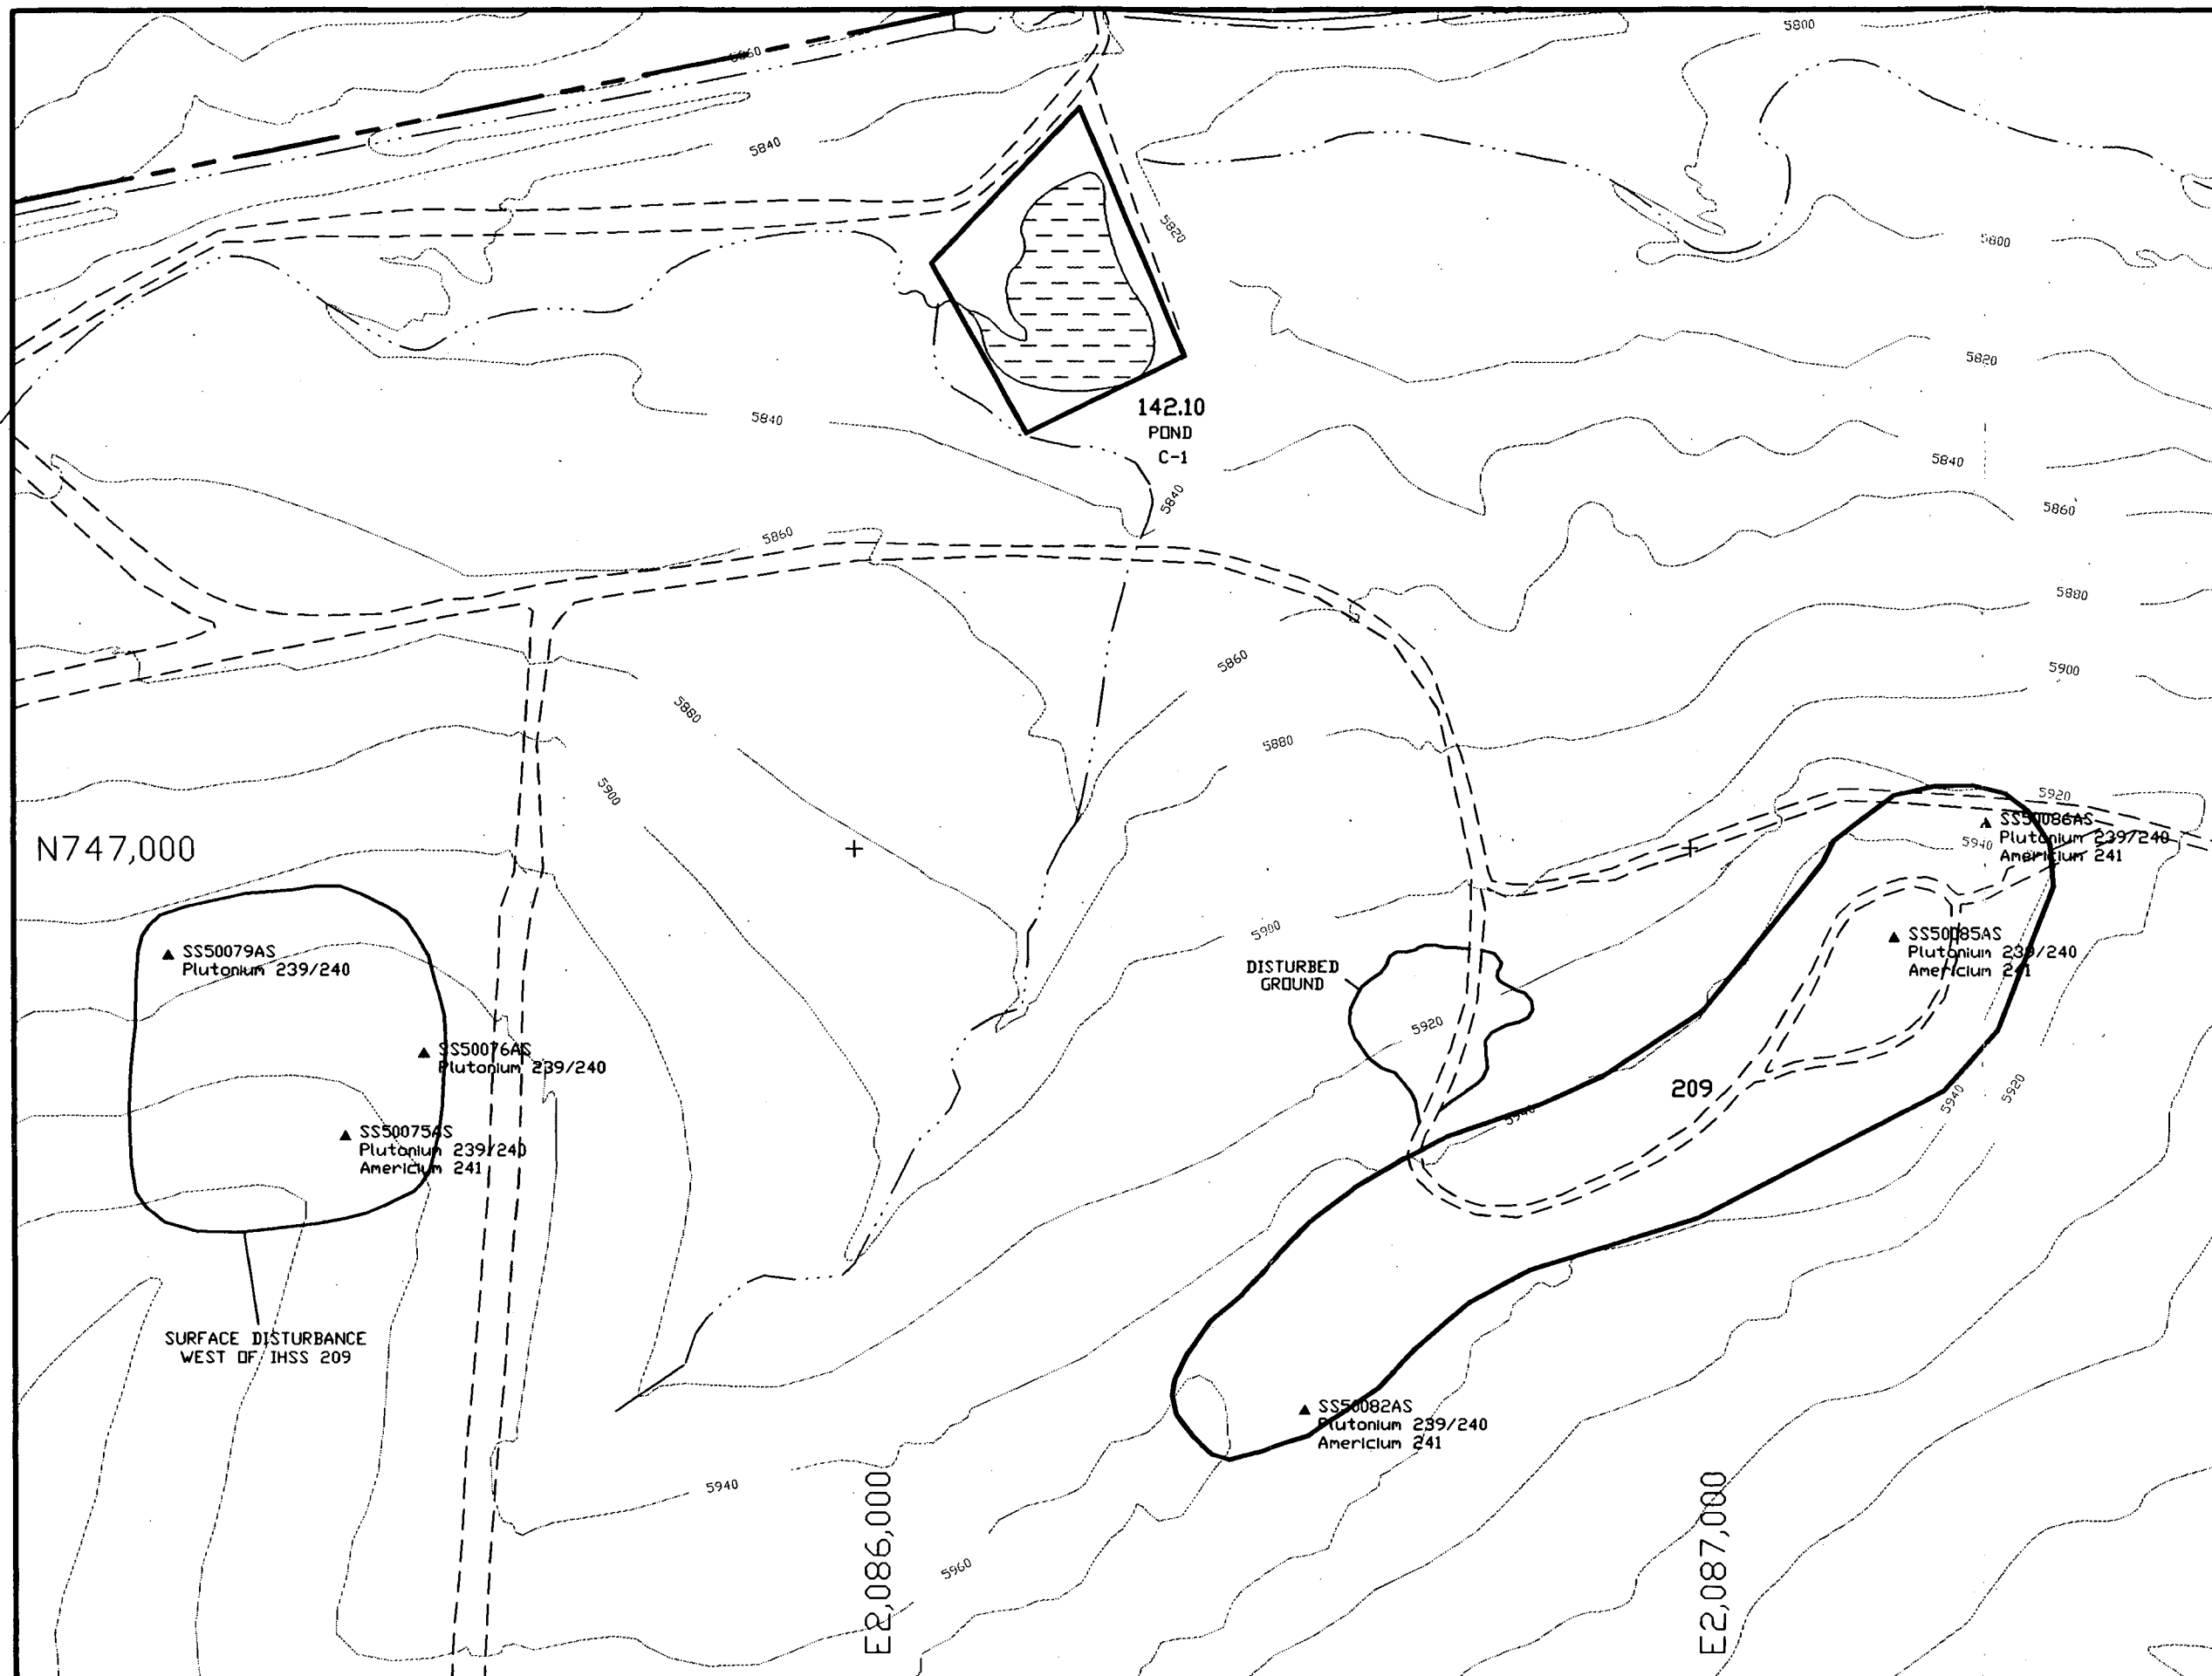 5800
5860
5840
5820
5800
5820
142.10
POND
C-1
5840
5840
5840
5860
5860
5880
5860
5900
5880
5880
5900
5920
N747,000
SS50086AS
Plutonium 239/240
5940
Americium 241
5900
SS50085AS
Plutonium 239/240
Americium 241
SS50079AS
Plutonium 239/240
DISTURBED
GROUND
5920
SS50076AS
Plutonium 239/240
209
5940
5920
5940
SS50075AS
Plutonium 239/240
Americium 241
SURFACE DISTURBANCE
WEST OF IHSS 209
SS50082AS
Plutonium 239/240
Americium 241
5940
5960
E2,086,000
E2,087,000